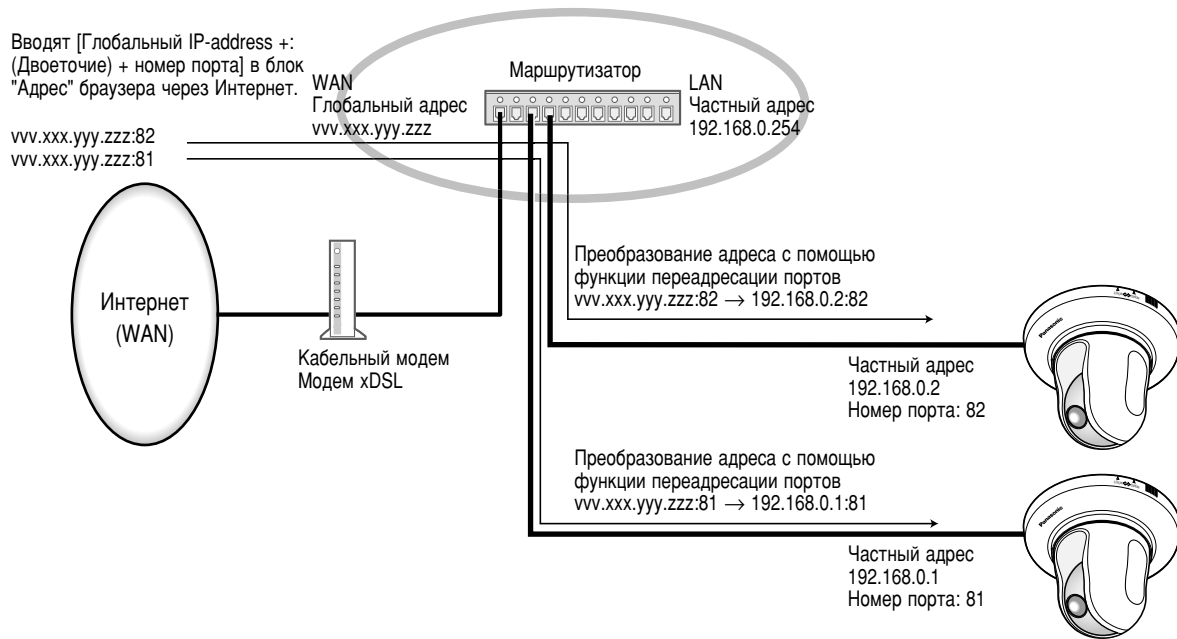 Вводят [Глобальный IP-address +:
(Двоеточие) + номер порта] в блок
"Адрес" браузера через Интернет.
vvv.xxx.yyy.zzz:82
vvv.xxx.yyy.zzz:81
WAN
Глобальный адрес
vvv.xxx.yyy.zzz
Маршрутизатор
LAN
Частный адрес
192.168.0.254
Интернет
(WAN)
Кабельный модем
Модем xDSL
Преобразование адреса с помощью
функции переадресации портов
vvv.xxx.yyy.zzz:82 → 192.168.0.2:82
Panasonic
Частный адрес
192.168.0.2
Номер порта: 82
Преобразование адреса с помощью
функции переадресации портов
vvv.xxx.yyy.zzz:81 → 192.168.0.1:81
Panasonic
Частный адрес
192.168.0.1
Номер порта: 81